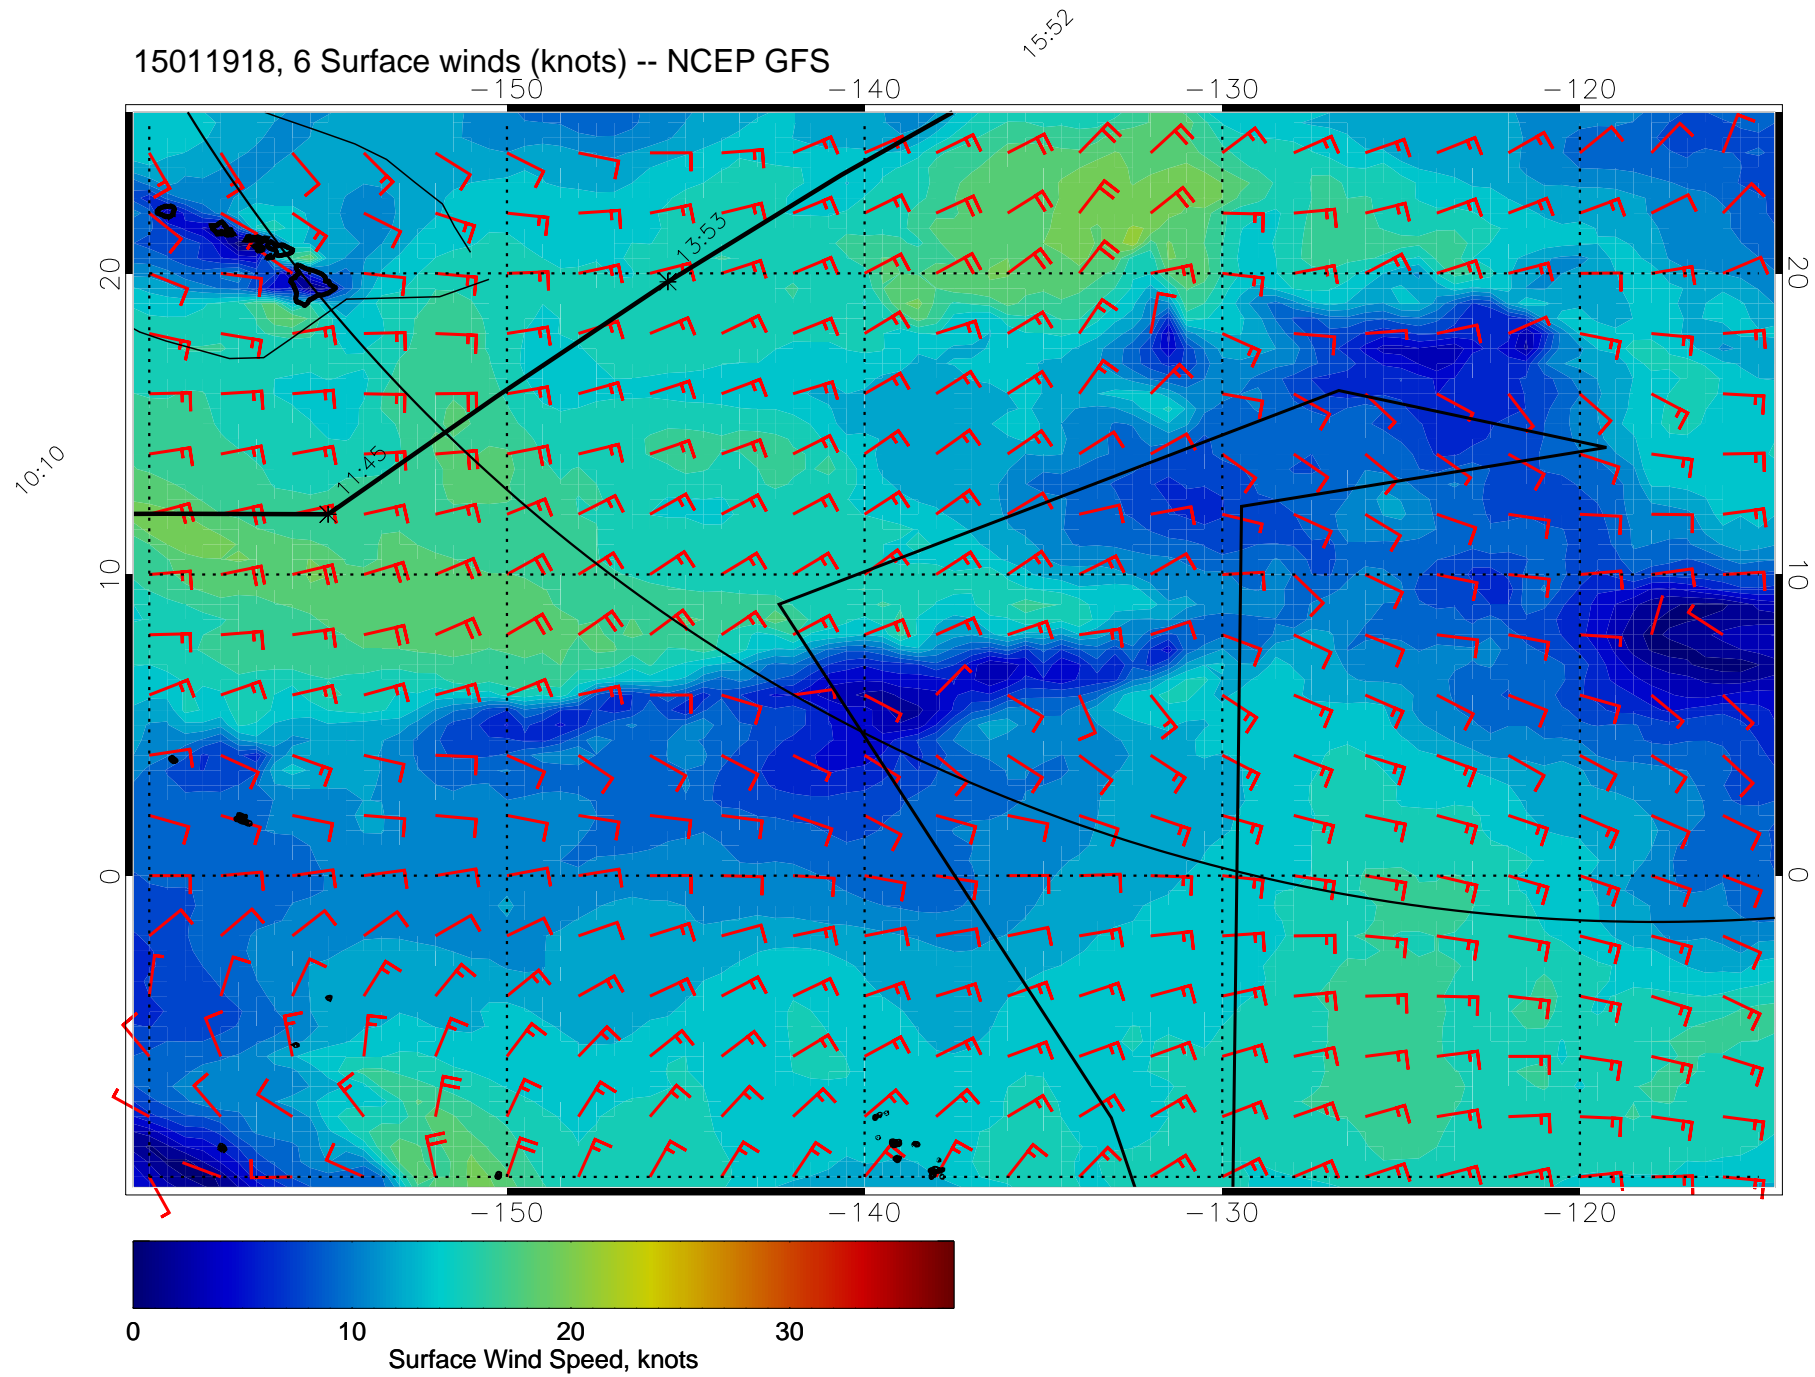 15:52
15011918, 6 Surface winds (knots) -- NCEP GFS
-150 -140 -130 -120
13:53
20 20
10:10
11:45
10 10
0 0
-150 -140 -130 -120
0 10 20 30
Surface Wind Speed, knots